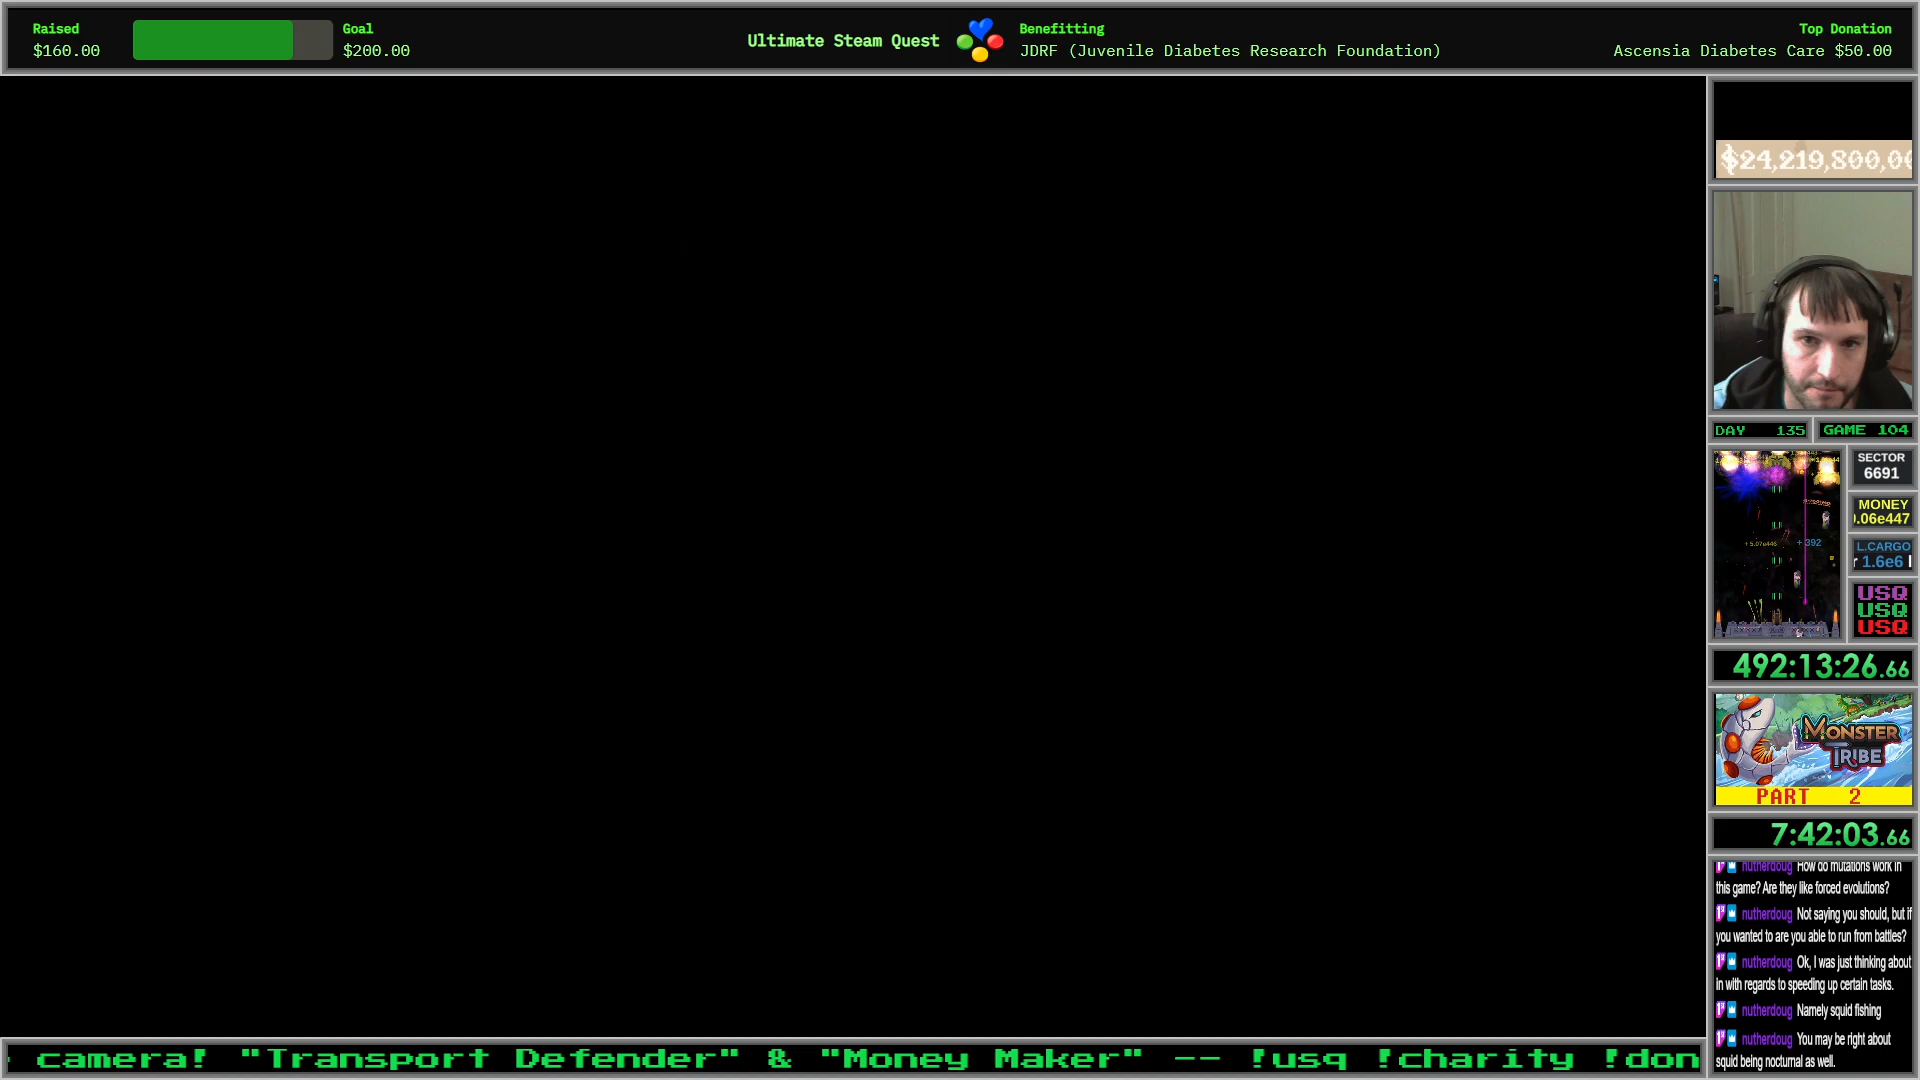 Raised
$160.00
Goal
$200.00
Ultimate Steam Quest
Benefitting
JDRF (Juvenile Diabetes Research Foundation)
Top Donation
Ascensia Diabetes Care $50.00
$24,219,800,00
DAY 135
GAME 104
SECTOR
6691
MONEY
.06e447
L.CARGO
r 1.6e6
+5.07e446
+392
USQ
USQ
USQ
492:13:26.66
MONSTER
TRIBE
PART 2
7:42:03.66
nutherdoug How do mutations work in
this game? Are they like forced evolutions?
nutherdoug Not saying you should, but if
you wanted to are you able to run from battles?
nutherdoug Ok, I was just thinking about
in with regards to speeding up certain tasks.
nutherdoug Namely squid fishing
nutherdoug You may be right about
squid being nocturnal as well.
camera! "Transport Defender" & "Money Maker" -- !usq !charity !don